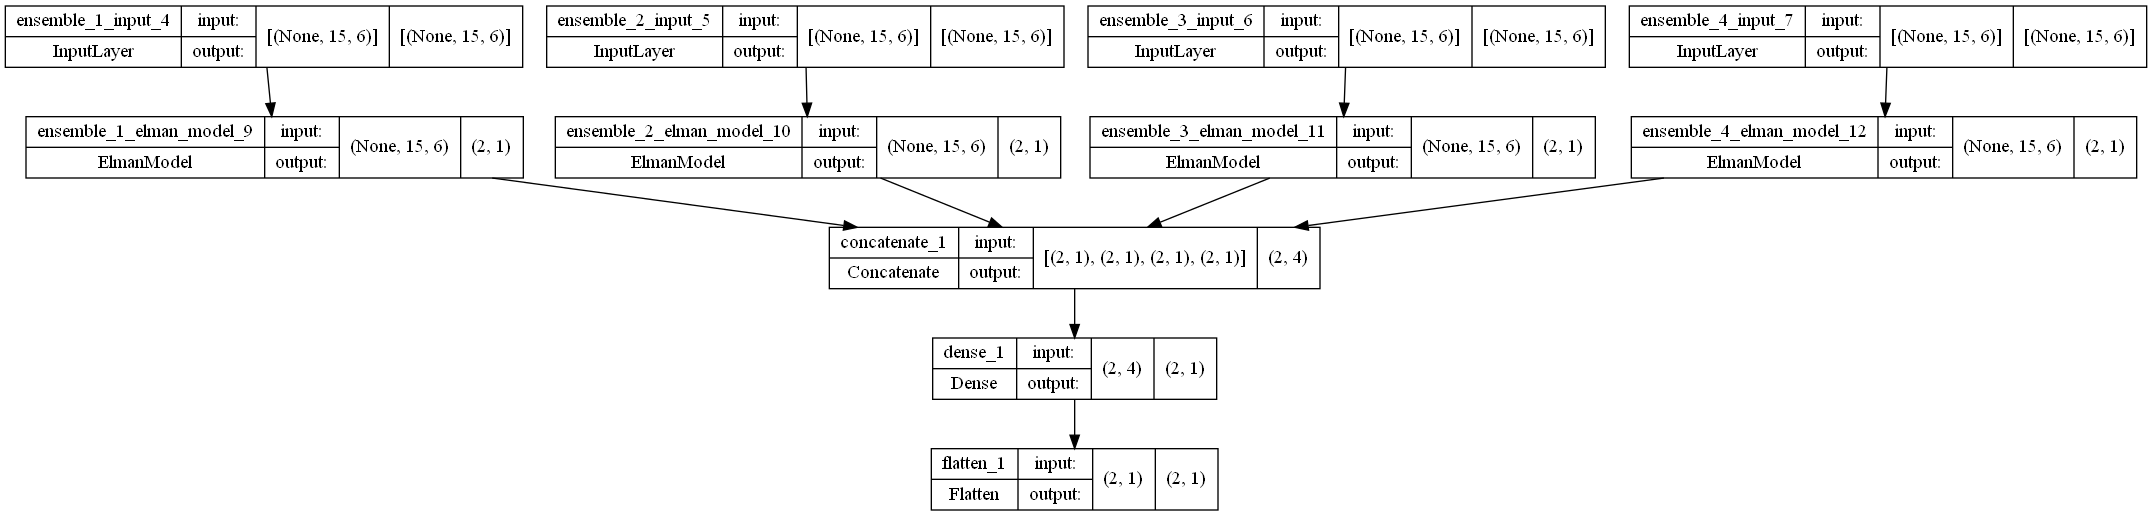 ensemble_1_input_4 input: [(None, 15, 6)] [(None, 15, 6)]
InputLayer output:
ensemble_2_input_5 input: [(None, 15, 6)] [(None, 15, 6)]
InputLayer output:
ensemble_3_input_6 input: [(None, 15, 6)] [(None, 15, 6)]
InputLayer output:
ensemble_4_input_7 input: [(None, 15, 6)] [(None, 15, 6)]
InputLayer output:
ensemble_1_elman_model_9 input: (None, 15, 6) (2, 1)
ElmanModel output:
ensemble_2_elman_model_10 input: (None, 15, 6) (2, 1)
ElmanModel output:
ensemble_3_elman_model_11 input: (None, 15, 6) (2, 1)
ElmanModel output:
ensemble_4_elman_model_12 input: (None, 15, 6) (2, 1)
ElmanModel output:
concatenate_1 input: [(2, 1), (2, 1), (2, 1), (2, 1)] (2, 4)
Concatenate output:
dense_1 input: (2, 4) (2, 1)
Dense output:
flatten_1 input: (2, 1) (2, 1)
Flatten output: